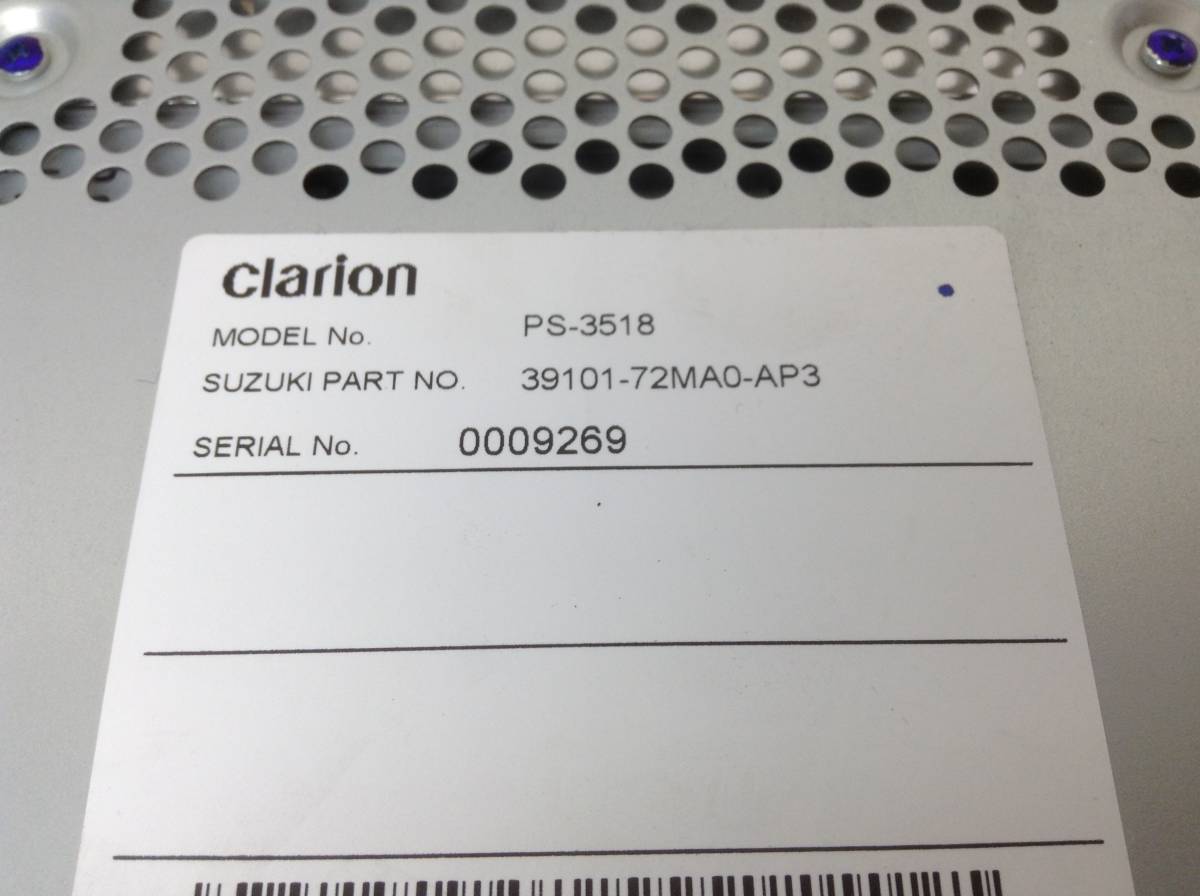 clarion
MODEL No. PS-3518
SUZUKI PART NO. 39101-72MA0-AP3
SERIAL No. 0009269